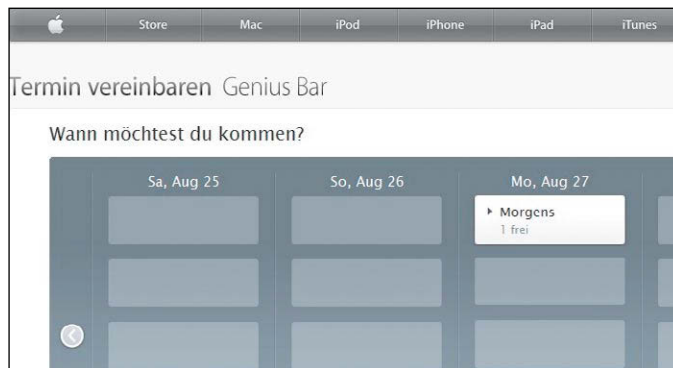 Store Mac iPod iPhone iPad iTunes
Termin vereinbaren Genius Bar
Wann möchtest du kommen?
Sa, Aug 25 So, Aug 26 Mo, Aug 27
Morgens
1 frei